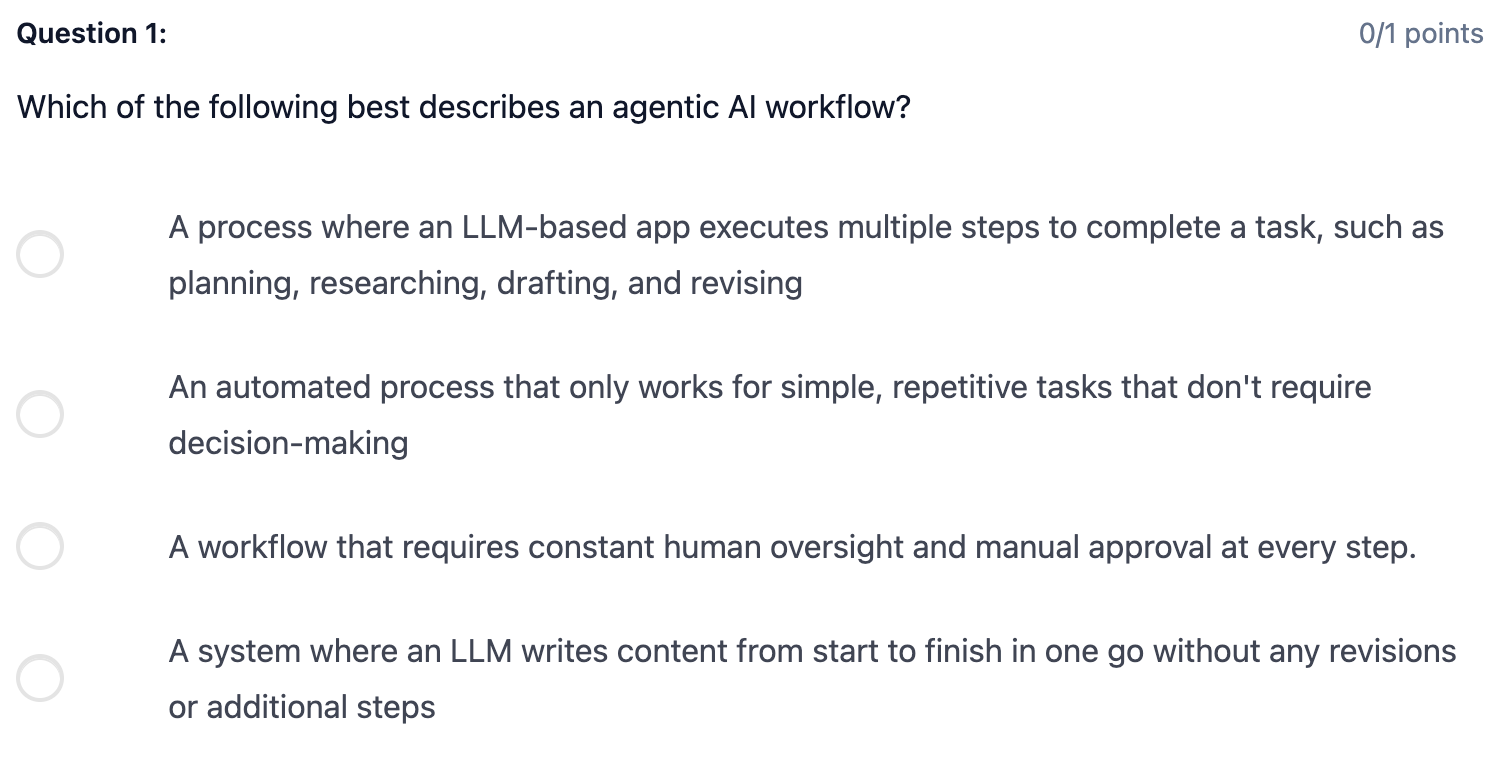 Question 1:
0/1 points
Which of the following best describes an agentic AI workflow?
A process where an LLM-based app executes multiple steps to complete a task, such as
planning, researching, drafting, and revising
An automated process that only works for simple, repetitive tasks that don't require
decision-making
A workflow that requires constant human oversight and manual approval at every step.
A system where an LLM writes content from start to finish in one go without any revisions
or additional steps